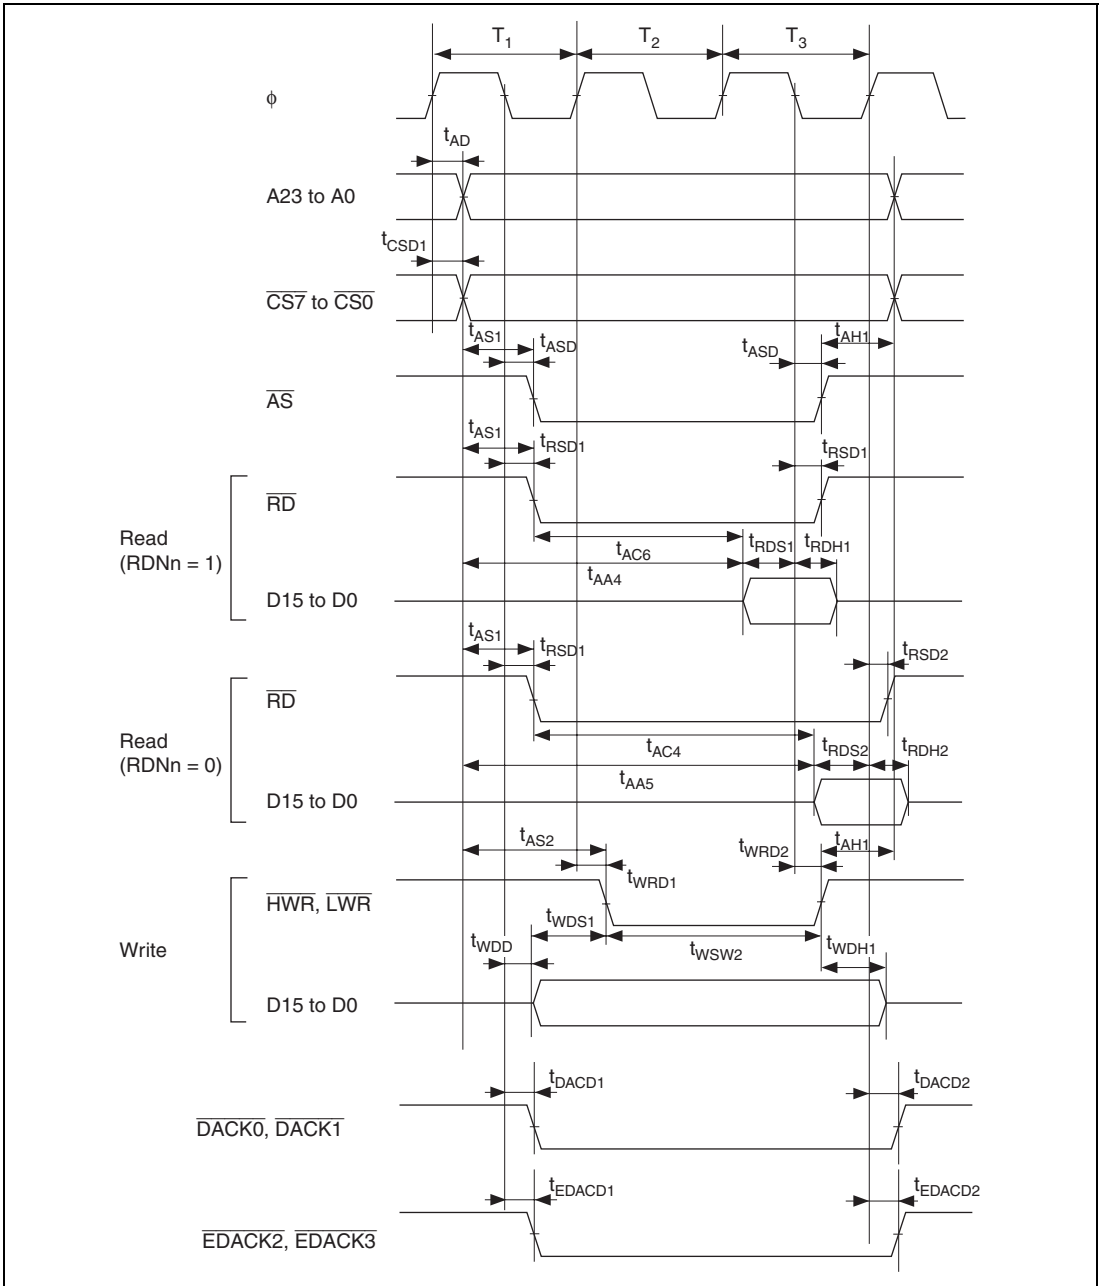 T1 T2 T3
ϕ
tAD
A23 to A0
tCSD1
CS7 to CS0
tAS1 tASD tASD tAH1
AS
tAS1 tRSD1 tRSD1
RD
Read
(RDNn = 1)
tAC6 tRDS1 tRDH1
tAA4
D15 to D0
tAS1 tRSD1 tRSD2
RD
Read
(RDNn = 0)
tAC4 tRDS2 tRDH2
tAA5
D15 to D0
tAS2 tWRD2 tAH1
tWRD1
HWR, LWR
Write
tWDD tWDS1 tWSW2 tWDH1
D15 to D0
tDACD1 tDACD2
DACK0, DACK1
tEDACD1 tEDACD2
EDACK2, EDACK3